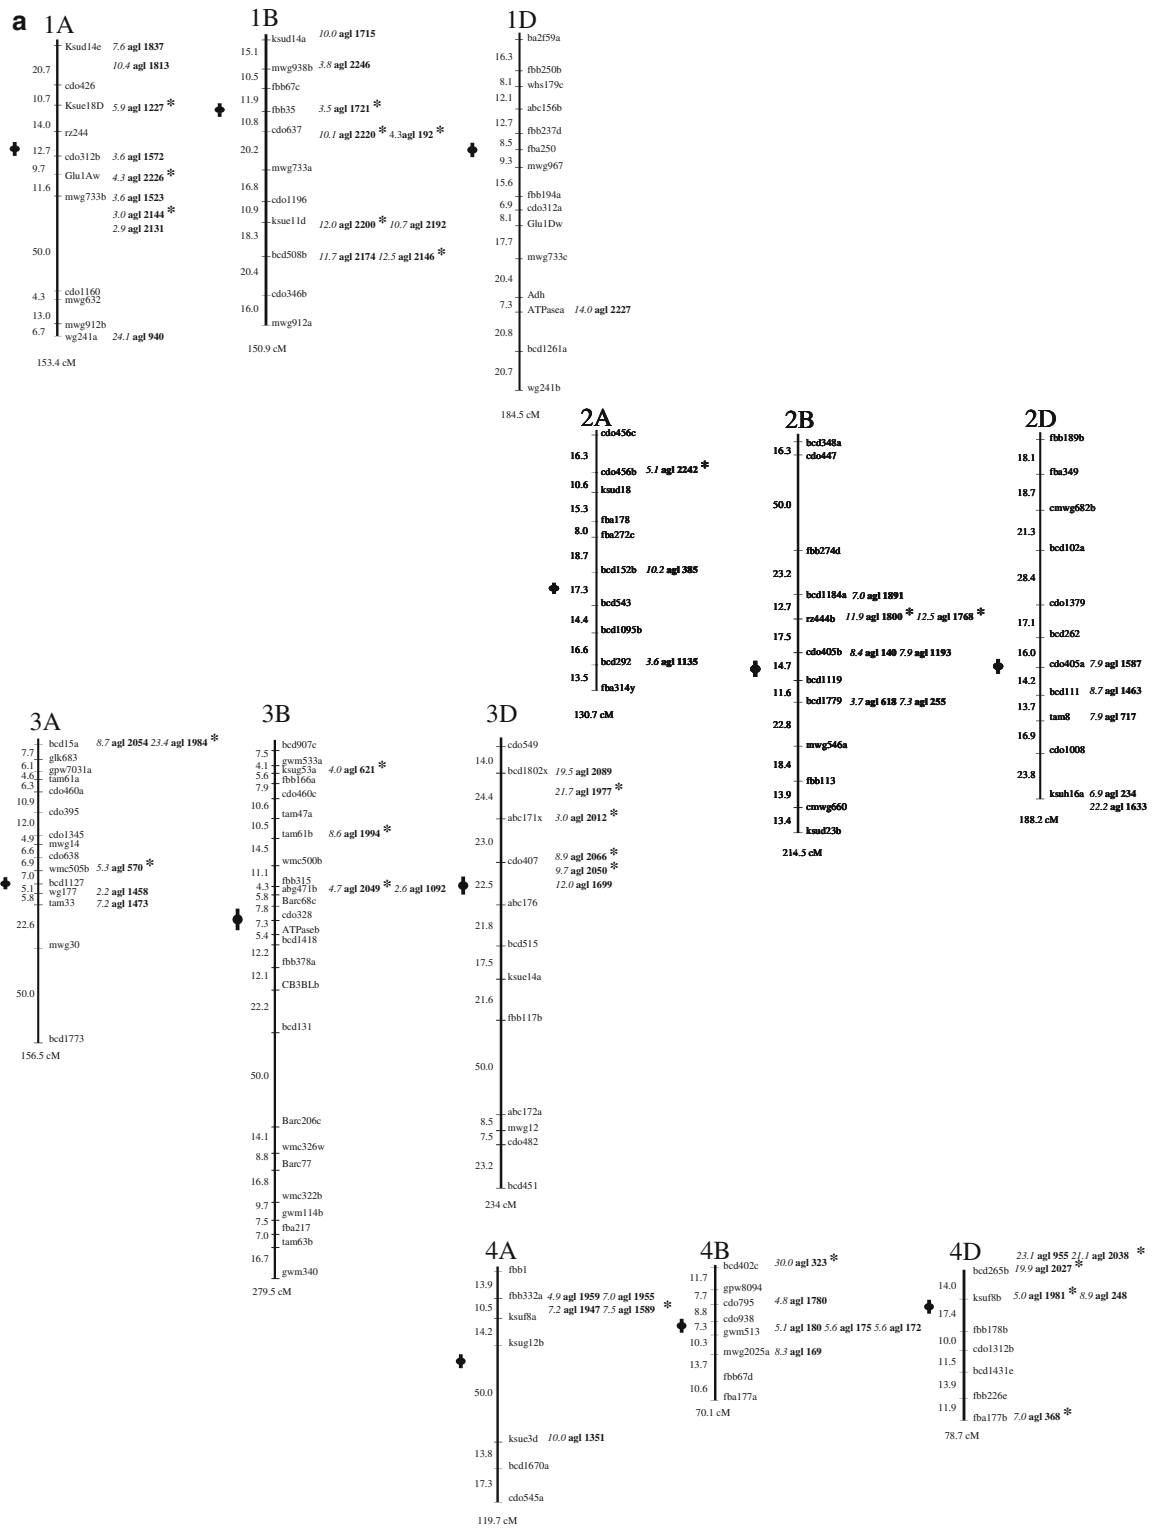 a
1A
Ksud14e 7.6 agl 1837
10.4 agl 1813
20.7
cdo426
10.7
Ksue18D 5.9 agl 1227 *
14.0
rz244
12.7
cdo312b 3.6 agl 1572
9.7
Glu1Aw 4.3 agl 2226 *
11.6
mwg733b 3.6 agl 1523
3.0 agl 2144 *
2.9 agl 2131
50.0
cdo1160
4.3
mwg632
13.0
mwg912b
6.7
wg241a 24.1 agl 940
153.4 cM
1B
ksud14a 10.0 agl 1715
15.1
mwg938b 3.8 agl 2246
10.5
fbb67c
11.9
fbb35 3.5 agl 1721 *
10.8
cdo637 10.1 agl 2220 * 4.3agl 192 *
20.2
mwg733a
16.8
cdo1196
10.9
ksue11d 12.0 agl 2200 * 10.7 agl 2192
18.3
bcd508b 11.7 agl 2174 12.5 agl 2146 *
20.4
cdo346b
16.0
mwg912a
150.9 cM
1D
ba2f59a
16.3
fbb250b
8.1
whs179c
12.1
abc156b
12.7
fbb237d
8.5
fba250
9.3
mwg967
15.6
fbb194a
6.9
cdo312a
8.1
Glu1Dw
17.7
mwg733c
20.4
Adh
7.3
ATPasea 14.0 agl 2227
20.8
bcd1261a
20.7
wg241b
184.5 cM
2A
cdo456c
16.3
cdo456b 5.1 agl 2242 *
10.6
ksud18
15.3
fba178
8.0
fba272c
18.7
bcd152b 10.2 agl 385
17.3
bcd543
14.4
bcd1095b
16.6
bcd292 3.6 agl 1135
13.5
fba314y
130.7 cM
2B
bcd348a
16.3
cdo447
50.0
fbb274d
23.2
bcd1184a 7.0 agl 1891
12.7
rz444b 11.9 agl 1800 * 12.5 agl 1768 *
17.5
cdo405b 8.4 agl 140 7.9 agl 1193
14.7
bcd1119
11.6
bcd1779 3.7 agl 618 7.3 agl 255
22.8
mwg546a
18.4
fbb113
13.9
cmwg660
13.4
ksud23b
214.5 cM
2D
fbb189b
18.1
fba349
18.7
cmwg682b
21.3
bcd102a
28.4
cdo1379
17.1
bcd262
16.0
cdo405a 7.9 agl 1587
14.2
bcd111 8.7 agl 1463
13.7
tam8 7.9 agl 717
16.9
cdo1008
23.8
ksuh16a 6.9 agl 234
22.2 agl 1633
188.2 cM
3A
bcd15a 8.7 agl 2054 23.4 agl 1984 *
7.7
glk683
6.1
gpw7031a
4.6
tam61a
6.3
cdo460a
10.9
cdo395
12.0
cdo1345
4.9
mwg14
6.6
cdo638
6.9
wmc505b 5.3 agl 570 *
7.0
bcd1127
5.1
wg177 2.2 agl 1458
5.8
tam33 7.2 agl 1473
22.6
mwg30
50.0
bcd1773
156.5 cM
3B
bcd907c
7.5
gwm533a
4.1
ksug53a 4.0 agl 621 *
5.6
fbb166a
7.9
cdo460c
10.6
tam47a
10.5
tam61b 8.6 agl 1994 *
14.5
wmc500b
11.1
fbb315
4.3
abg471b 4.7 agl 2049 * 2.6 agl 1092
5.8
Barc68c
7.8
cdo328
7.3
ATPaseb
5.4
bcd1418
12.2
fbb378a
12.1
CB3BLb
22.2
bcd131
50.0
Barc206c
14.1
wmc326w
8.8
Barc77
16.8
wmc322b
9.7
gwm114b
7.5
fba217
7.0
tam63b
16.7
gwm340
279.5 cM
3D
cdo549
14.0
bcd1802x 19.5 agl 2089
21.7 agl 1977 *
24.4
abc171x 3.0 agl 2012 *
23.0
8.9 agl 2066 *
cdo407
9.7 agl 2050 *
22.5
12.0 agl 1699
abc176
21.8
bcd515
17.5
ksue14a
21.6
fbb117b
50.0
abc172a
8.5
mwg12
7.5
cdo482
23.2
bcd451
234 cM
4A
fbb1
13.9
fbb332a 4.9 agl 1959 7.0 agl 1955
10.5
7.2 agl 1947 7.5 agl 1589 *
ksuf8a
14.2
ksug12b
50.0
ksue3d 10.0 agl 1351
13.8
bcd1670a
17.3
cdo545a
119.7 cM
4B
bcd402c 30.0 agl 323 *
11.7
gpw8094
7.7
cdo795 4.8 agl 1780
8.8
cdo938
7.3
gwm513 5.1 agl 180 5.6 agl 175 5.6 agl 172
10.3
mwg2025a 8.3 agl 169
13.7
fbb67d
10.6
fba177a
70.1 cM
4D
23.1 agl 955 21.1 agl 2038 *
bcd265b 19.9 agl 2027 *
14.0
ksuf8b 5.0 agl 1981 * 8.9 agl 248
17.4
fbb178b
10.0
cdo1312b
11.5
bcd1431e
13.9
fbb226e
11.9
fba177b 7.0 agl 368 *
78.7 cM